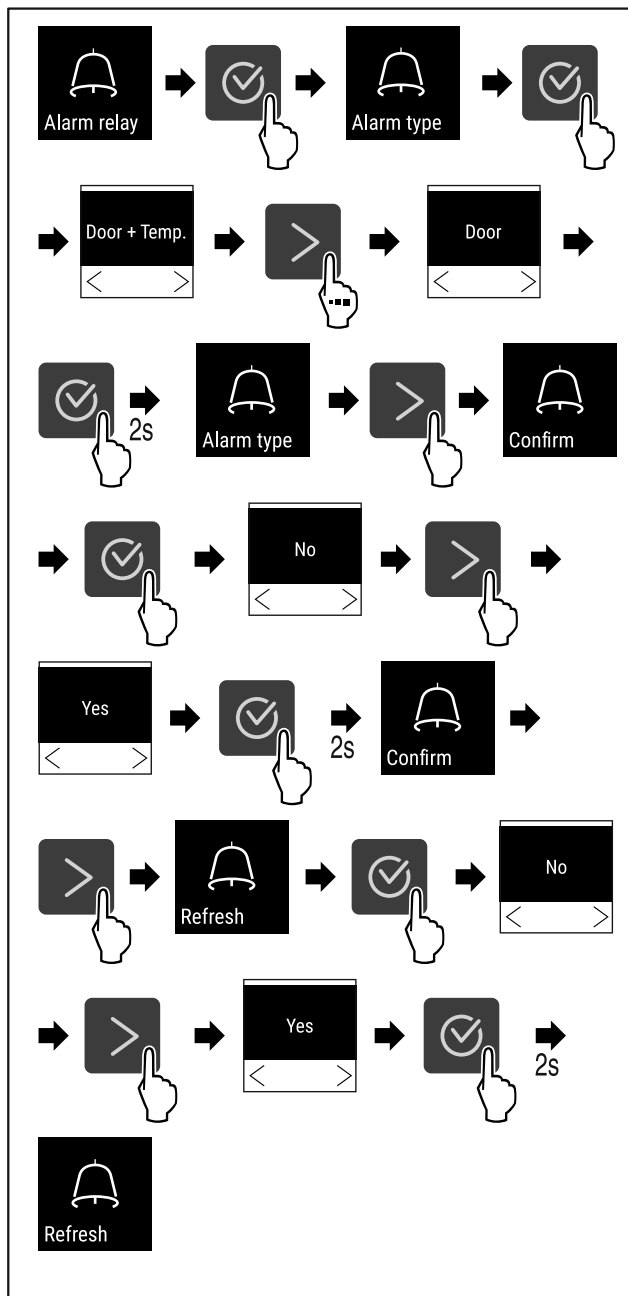 Alarm relay
Alarm type
Door + Temp.
Door
2s
Alarm type
Confirm
No
Yes
2s
Confirm
Refresh
No
Yes
2s
Refresh